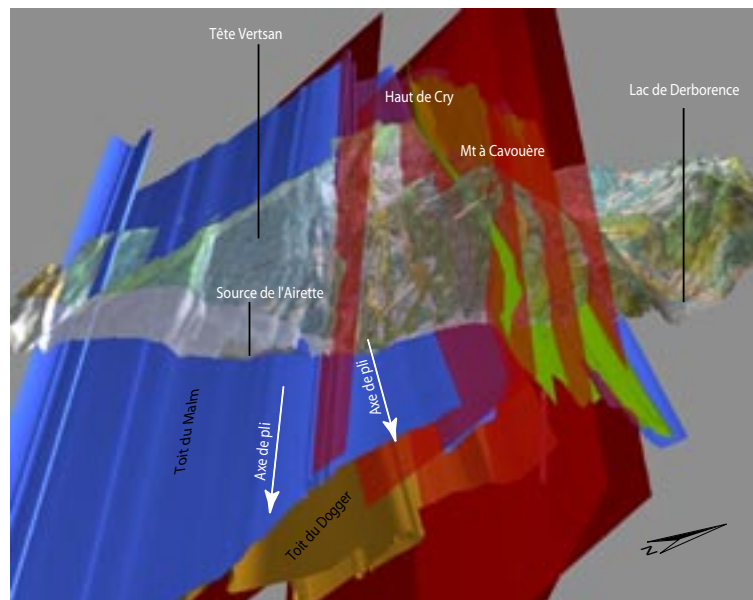 Tête Vertsan
Haut de Cry
Lac de Derborence
Mt à Cavouère
Source de l'Airette
Axe de pli
Axe de pli
Toit du Malm
Toit du Dogger
N